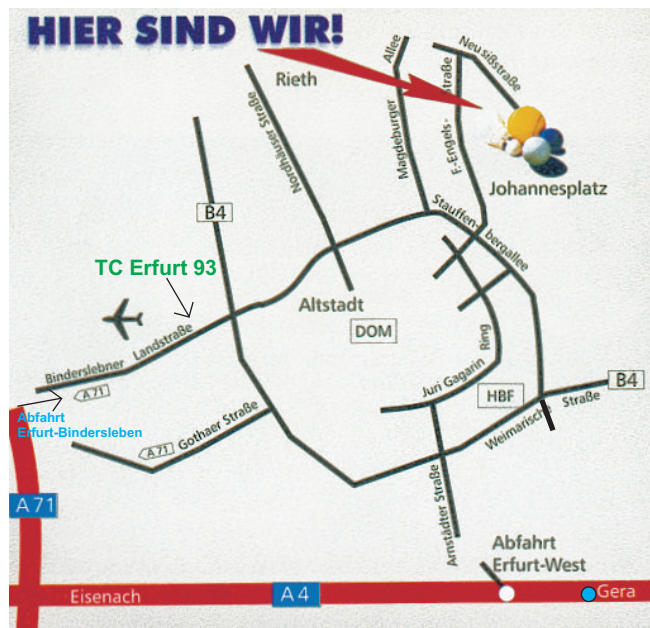 HIER SIND WIR!
Rieth
Allee
Magdeburger
Straße
F.-Engels-
Neusißstraße
Nordhäuser Straße
Johannesplatz
B4
Stauffen-
bergallee
TC Erfurt 93
Altstadt
DOM
Ring
Juri Gagarin
HBF
B4
Binderslebner Landstraße
A71
Abfahrt
Erfurt-Bindersleben
Gothaer Straße
A71
Weimarische Straße
Arnstädter Straße
A 71
Abfahrt
Erfurt-West
Eisenach
A 4
Gera